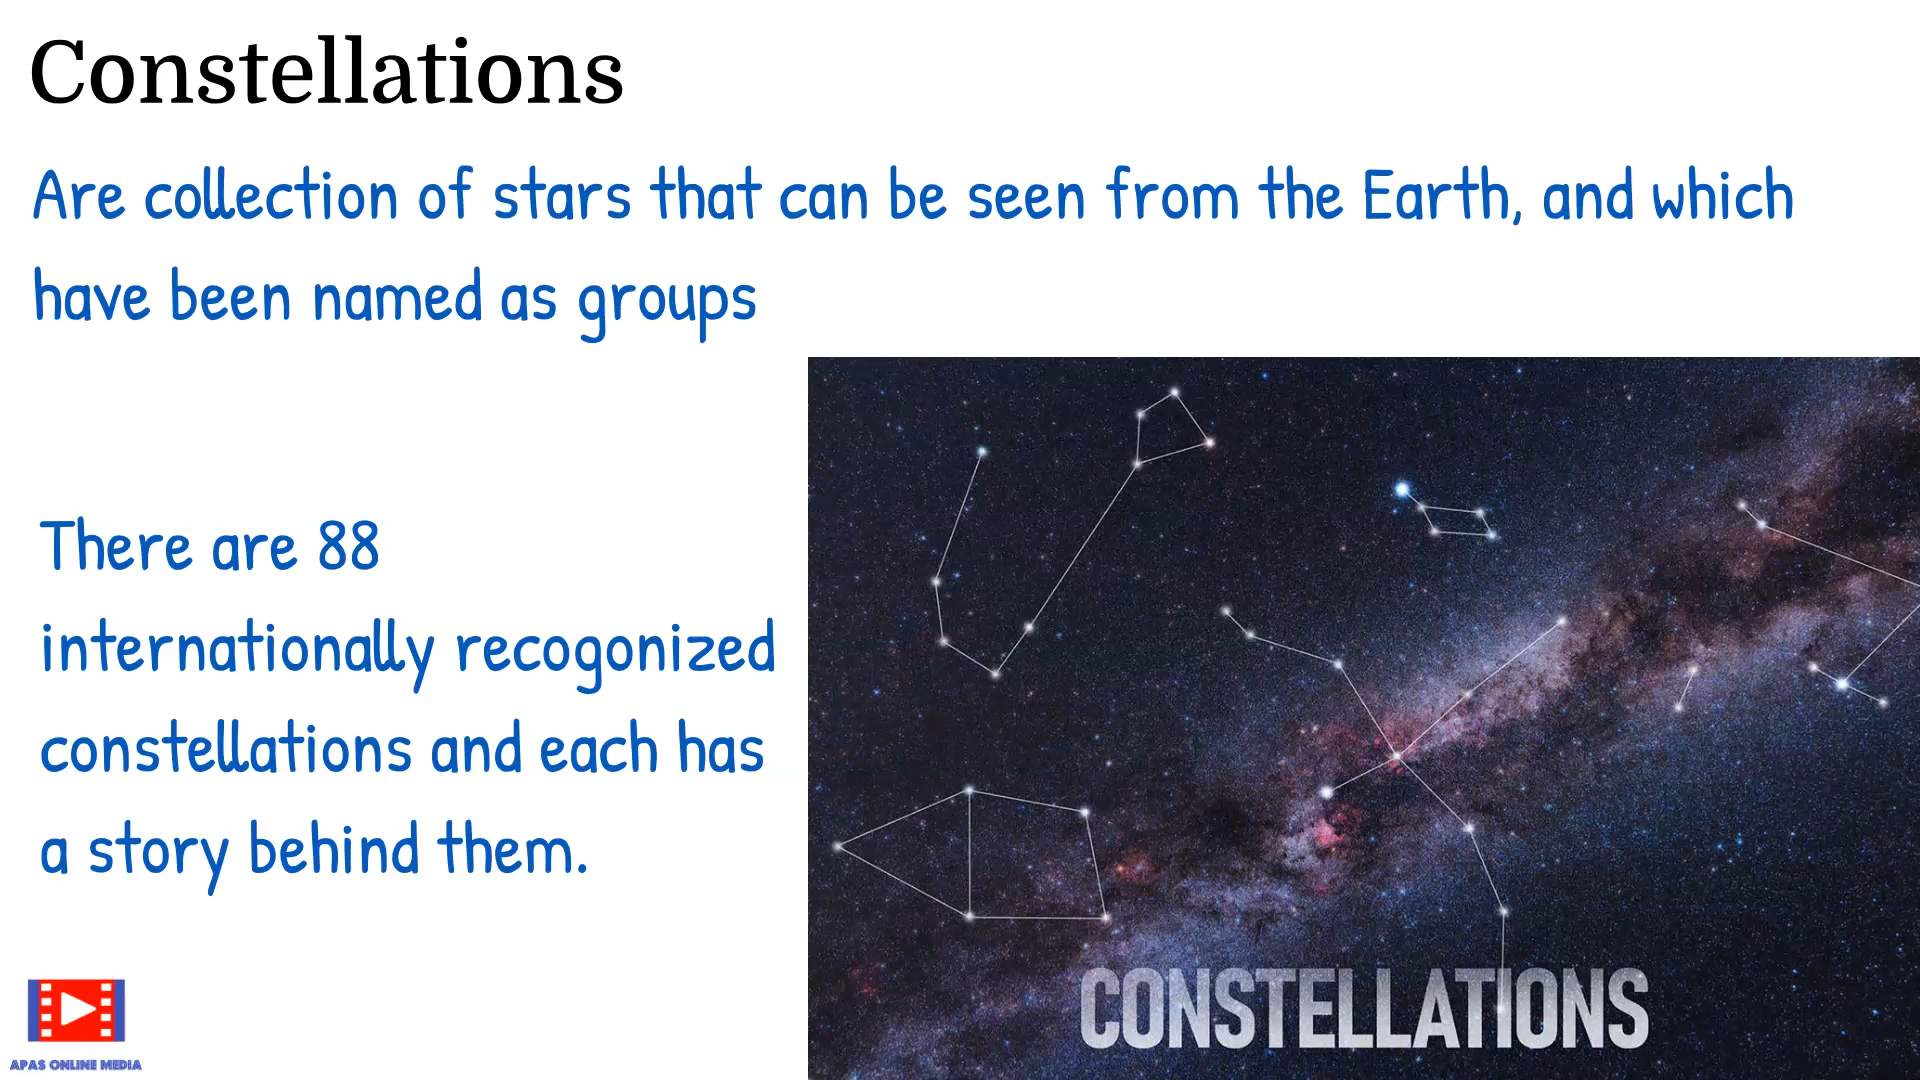 Constellations
Are collection of stars that can be seen from the Earth, and which
have been named as groups
There are 88
internationally recogonized
constellations and each has
a story behind them.
CONSTELLATIONS
APAS ONLINE MEDIA